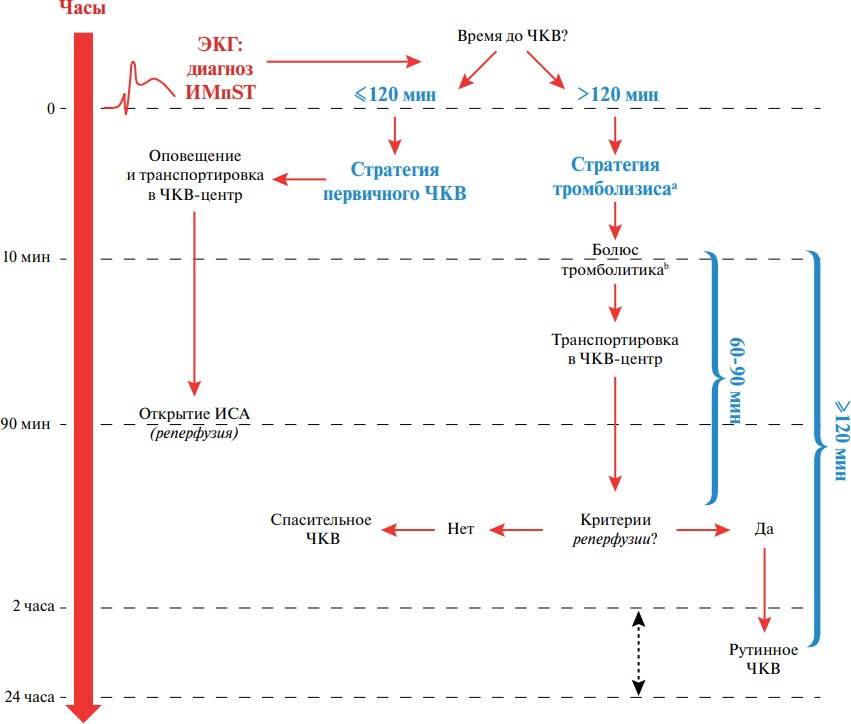 Часы
ЭКГ:
диагноз
ИМпST
Время до ЧКВ?
≤120 мин
>120 мин
0
Оповещение
и транспортировка
в ЧКВ-центр
Стратегия
первичного ЧКВ
Стратегия
тромболизисаᵃ
10 мин
Болюс
тромболитикаᵇ
Транспортировка
в ЧКВ-центр
60-90 мин
≥120 мин
Открытие ИСА
(реперфузия)
90 мин
Спасительное
ЧКВ
Нет
Критерии
реперфузии?
Да
2 часа
Рутинное
ЧКВ
24 часа